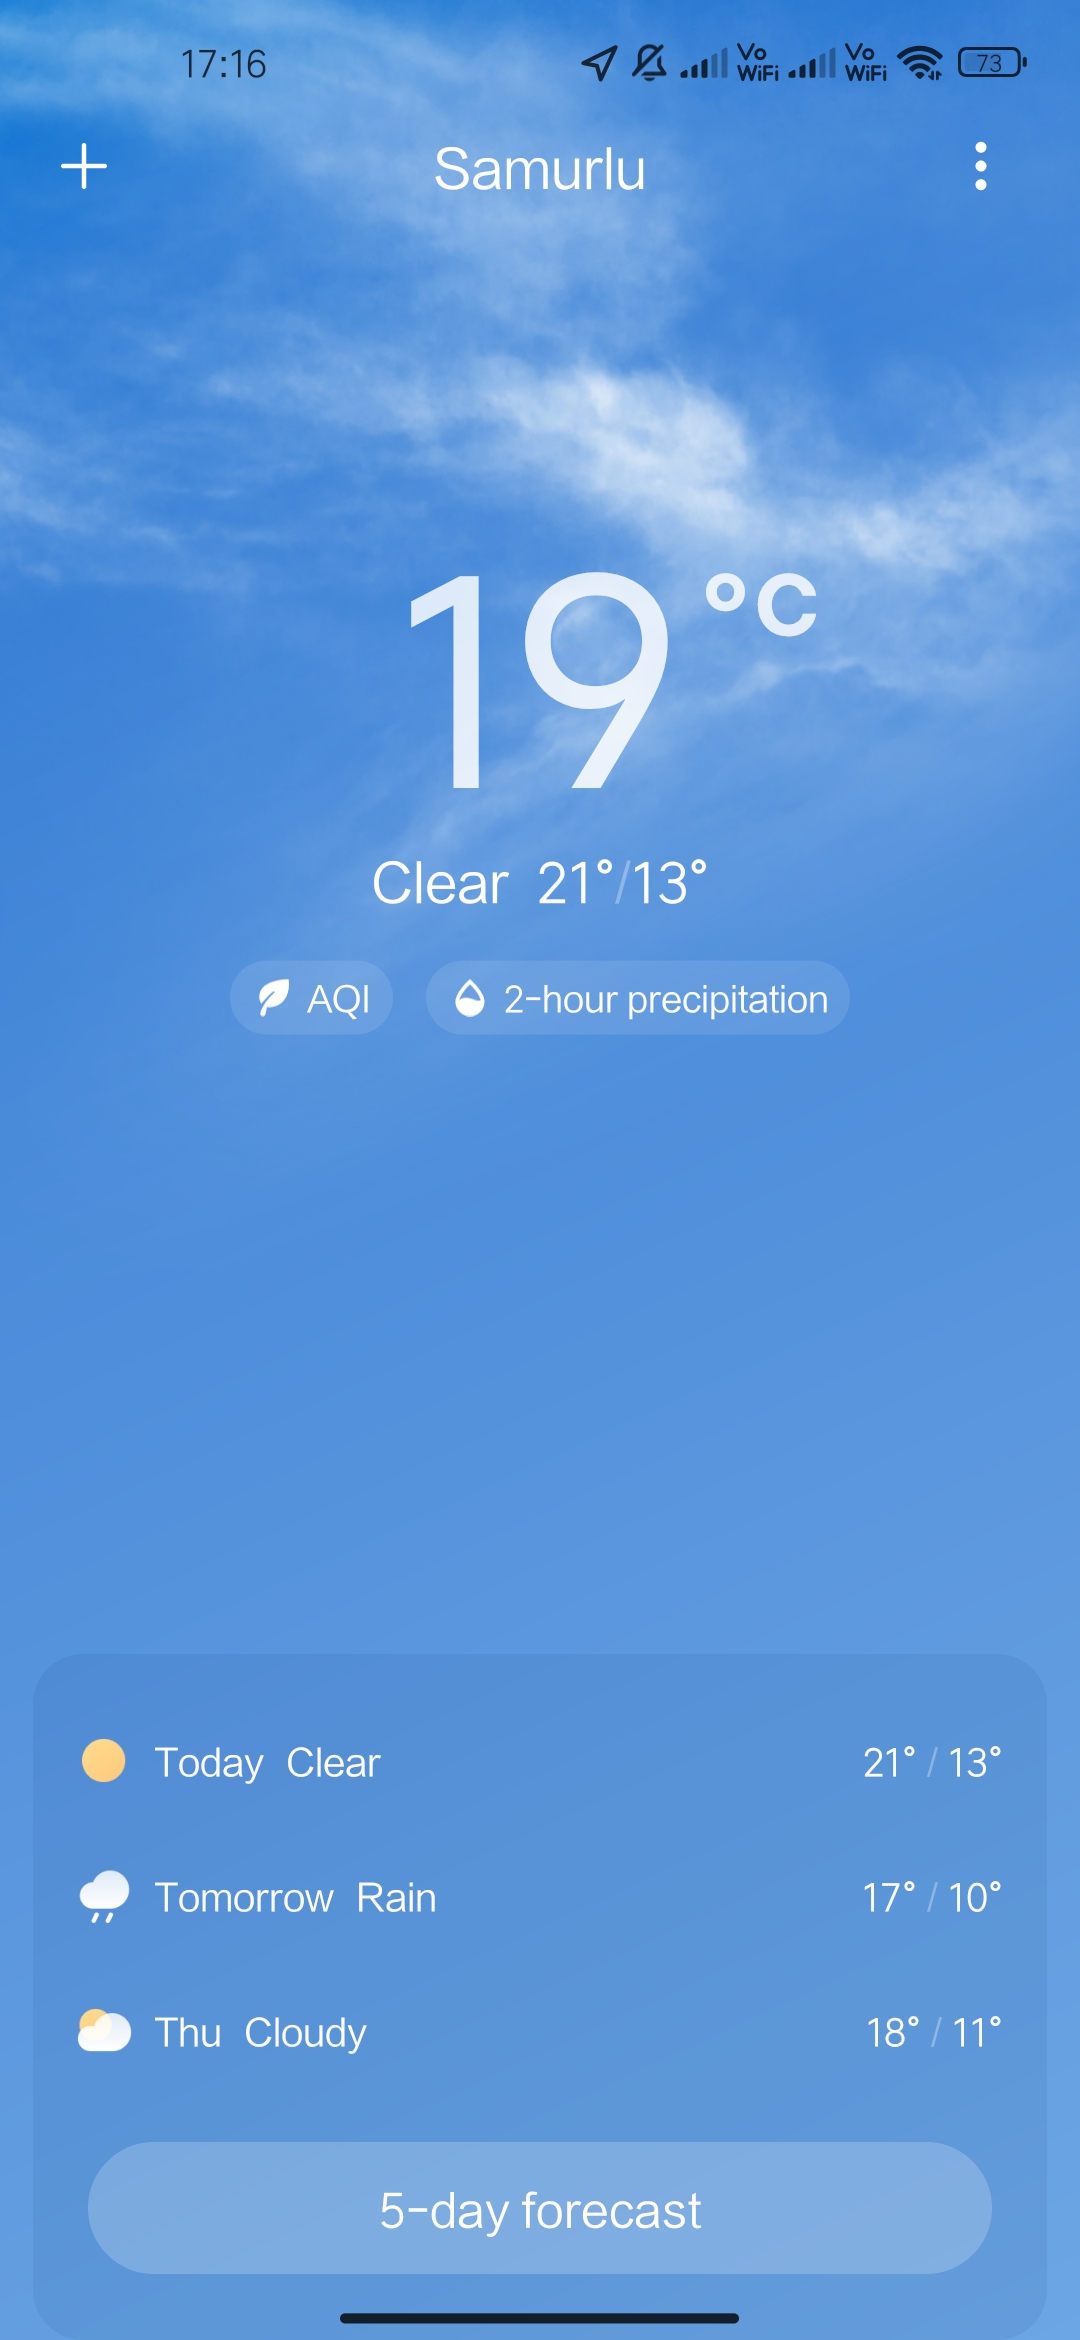 17:16 Vo WiFi Vo WiFi 73
Samurlu
19 °C
Clear 21°/13°
AQI 2-hour precipitation
Today Clear 21° / 13°
Tomorrow Rain 17° / 10°
Thu Cloudy 18° / 11°
5-day forecast